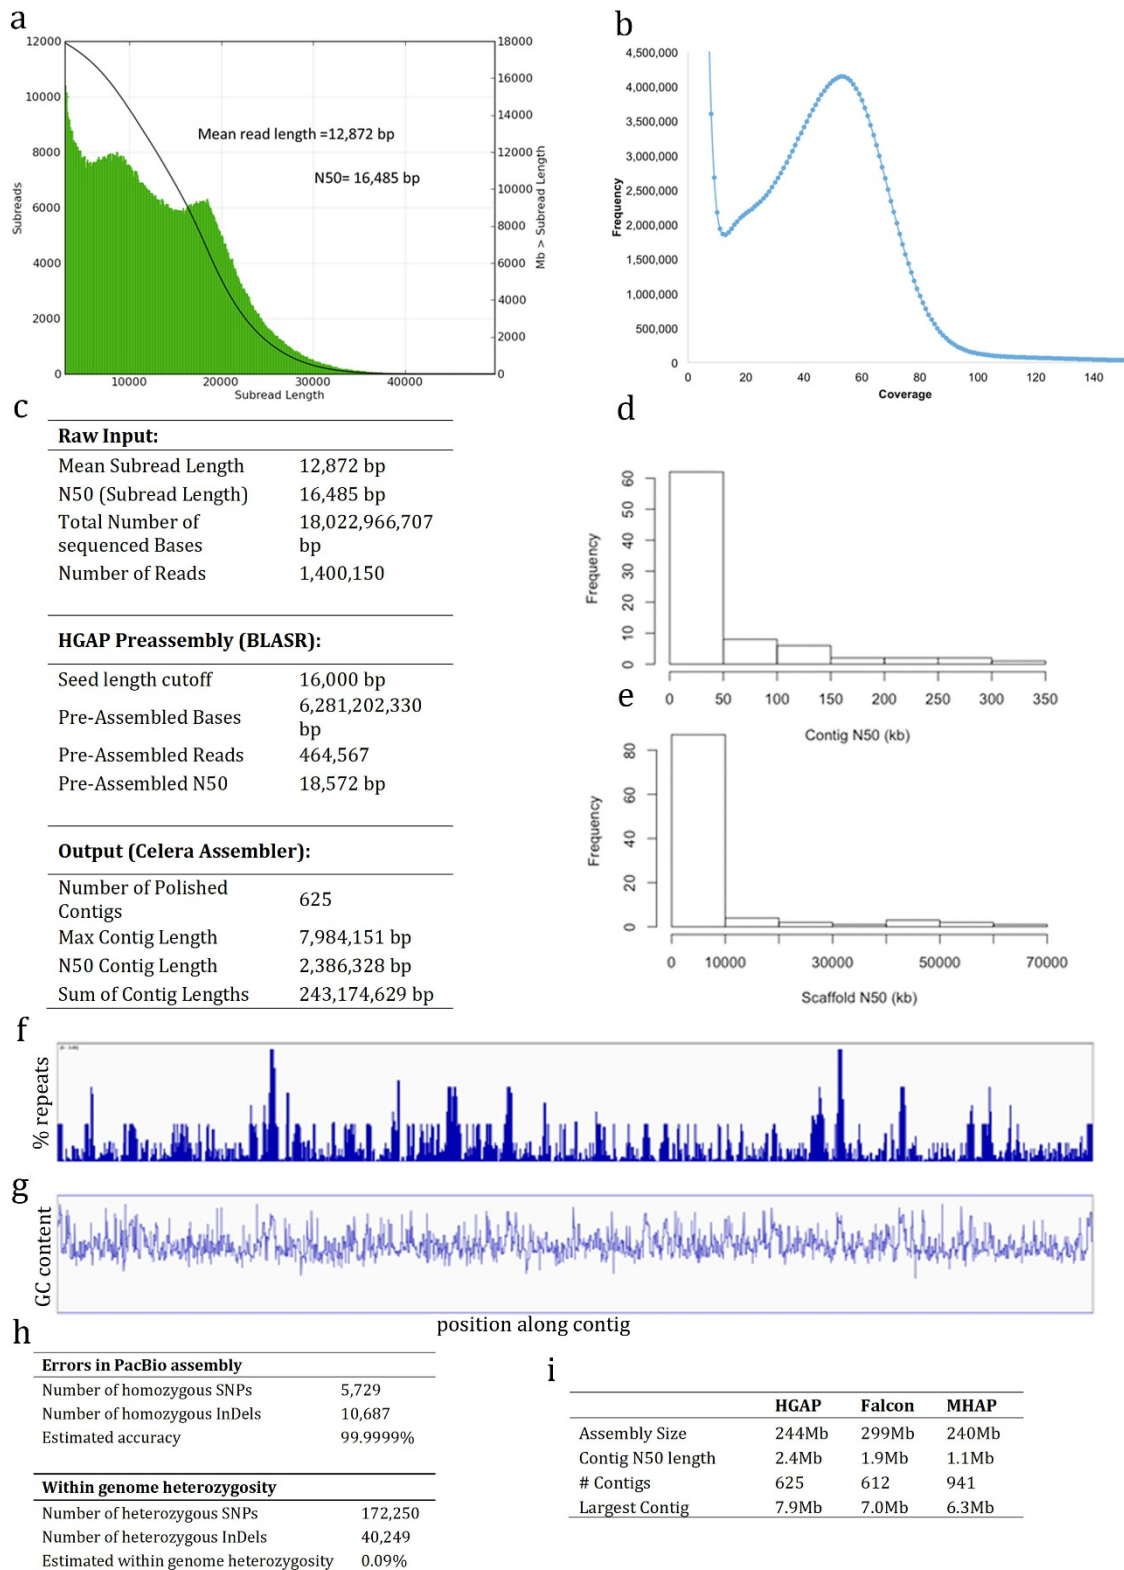 a
12000
10000
8000
6000
4000
2000
0
Subreads
18000
16000
14000
12000
10000
8000
6000
4000
2000
0
Mb > Subread Length
Mean read length =12,872 bp
N50= 16,485 bp
10000 20000 30000 40000
Subread Length
b
4,500,000
4,000,000
3,500,000
3,000,000
2,500,000
2,000,000
1,500,000
1,000,000
500,000
0
Frequency
0 20 40 60 80 100 120 140
Coverage
c
Raw Input:
Mean Subread Length 12,872 bp
N50 (Subread Length) 16,485 bp
Total Number of 18,022,966,707
sequenced Bases bp
Number of Reads 1,400,150
HGAP Preassembly (BLASR):
Seed length cutoff 16,000 bp
Pre-Assembled Bases 6,281,202,330
bp
Pre-Assembled Reads 464,567
Pre-Assembled N50 18,572 bp
Output (Celera Assembler):
Number of Polished
Contigs 625
Max Contig Length 7,984,151 bp
N50 Contig Length 2,386,328 bp
Sum of Contig Lengths 243,174,629 bp
d
60
50
40
30
20
10
0
Frequency
0 50 100 150 200 250 300 350
Contig N50 (kb)
e
80
60
40
20
0
Frequency
0 10000 30000 50000 70000
Scaffold N50 (kb)
f
% repeats
g
GC content
position along contig
h
Errors in PacBio assembly
Number of homozygous SNPs 5,729
Number of homozygous InDels 10,687
Estimated accuracy 99.9999%
Within genome heterozygosity
Number of heterozygous SNPs 172,250
Number of heterozygous InDels 40,249
Estimated within genome heterozygosity 0.09%
i
HGAP Falcon MHAP
Assembly Size 244Mb 299Mb 240Mb
Contig N50 length 2.4Mb 1.9Mb 1.1Mb
# Contigs 625 612 941
Largest Contig 7.9Mb 7.0Mb 6.3Mb